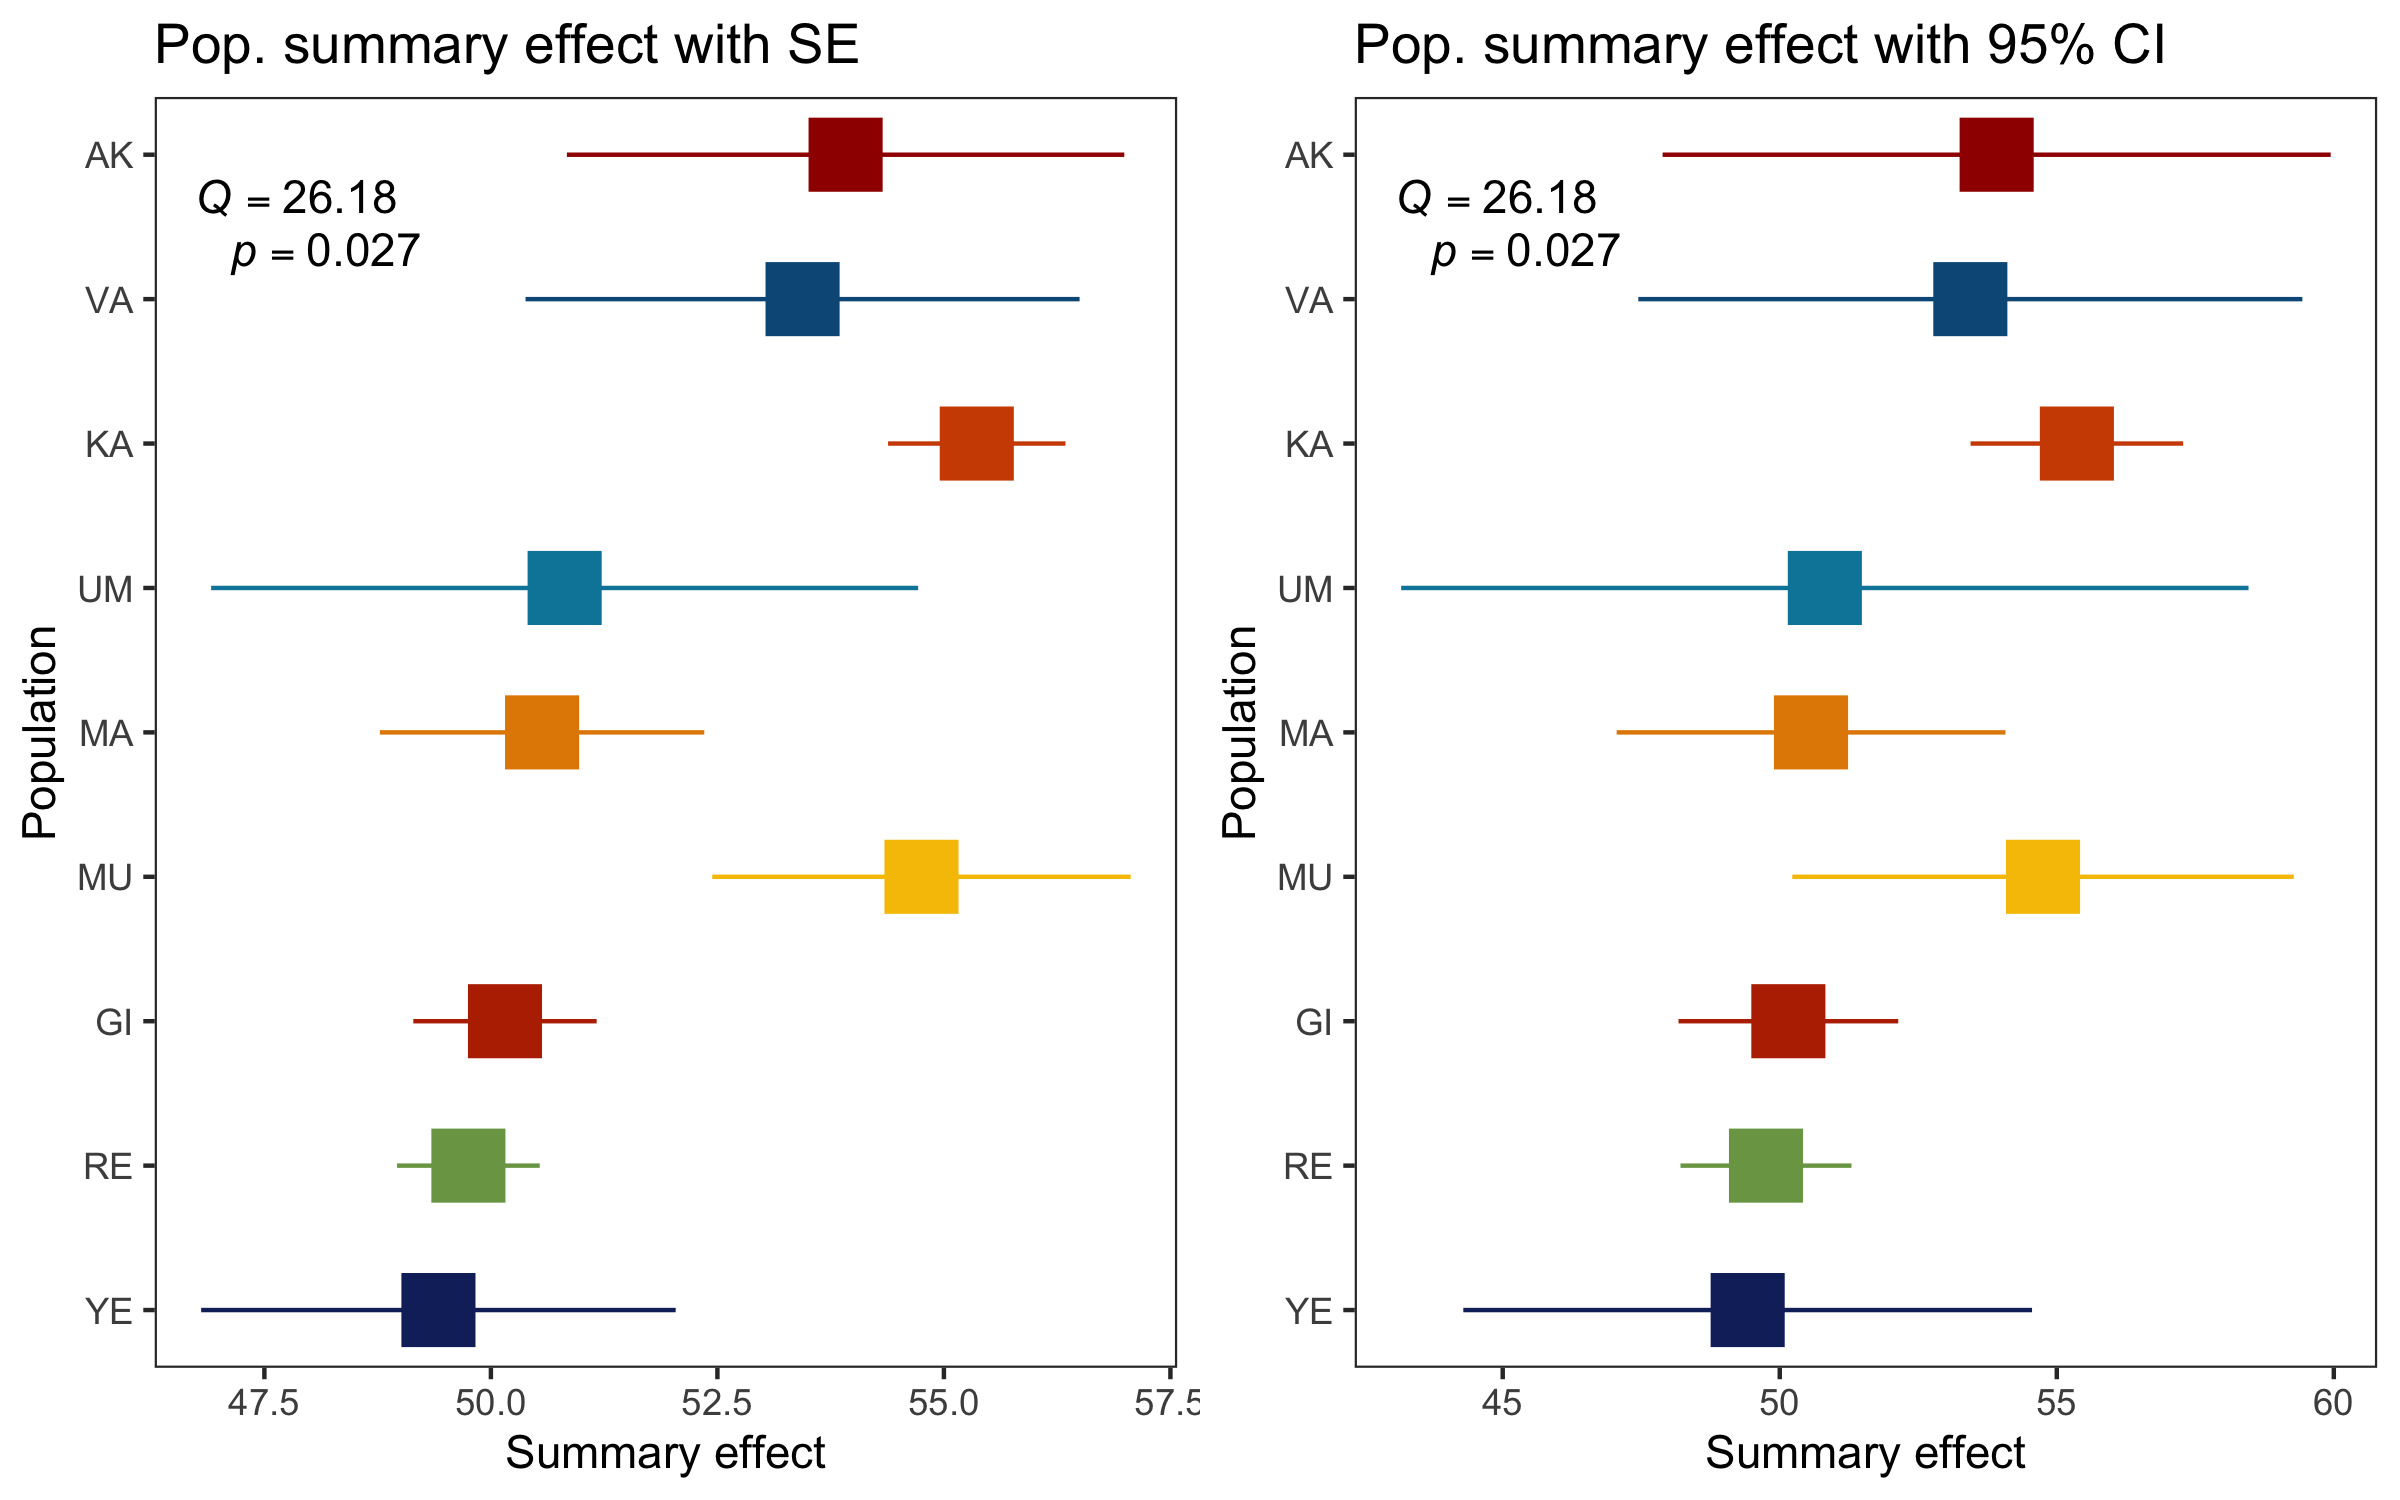 Pop. summary effect with SE
AK
Q = 26.18
p = 0.027
VA
KA
UM
MA
MU
GI
RE
YE
Population
47.5 50.0 52.5 55.0 57.5
Summary effect
Pop. summary effect with 95% CI
AK
Q = 26.18
p = 0.027
VA
KA
UM
MA
MU
GI
RE
YE
Population
45 50 55 60
Summary effect